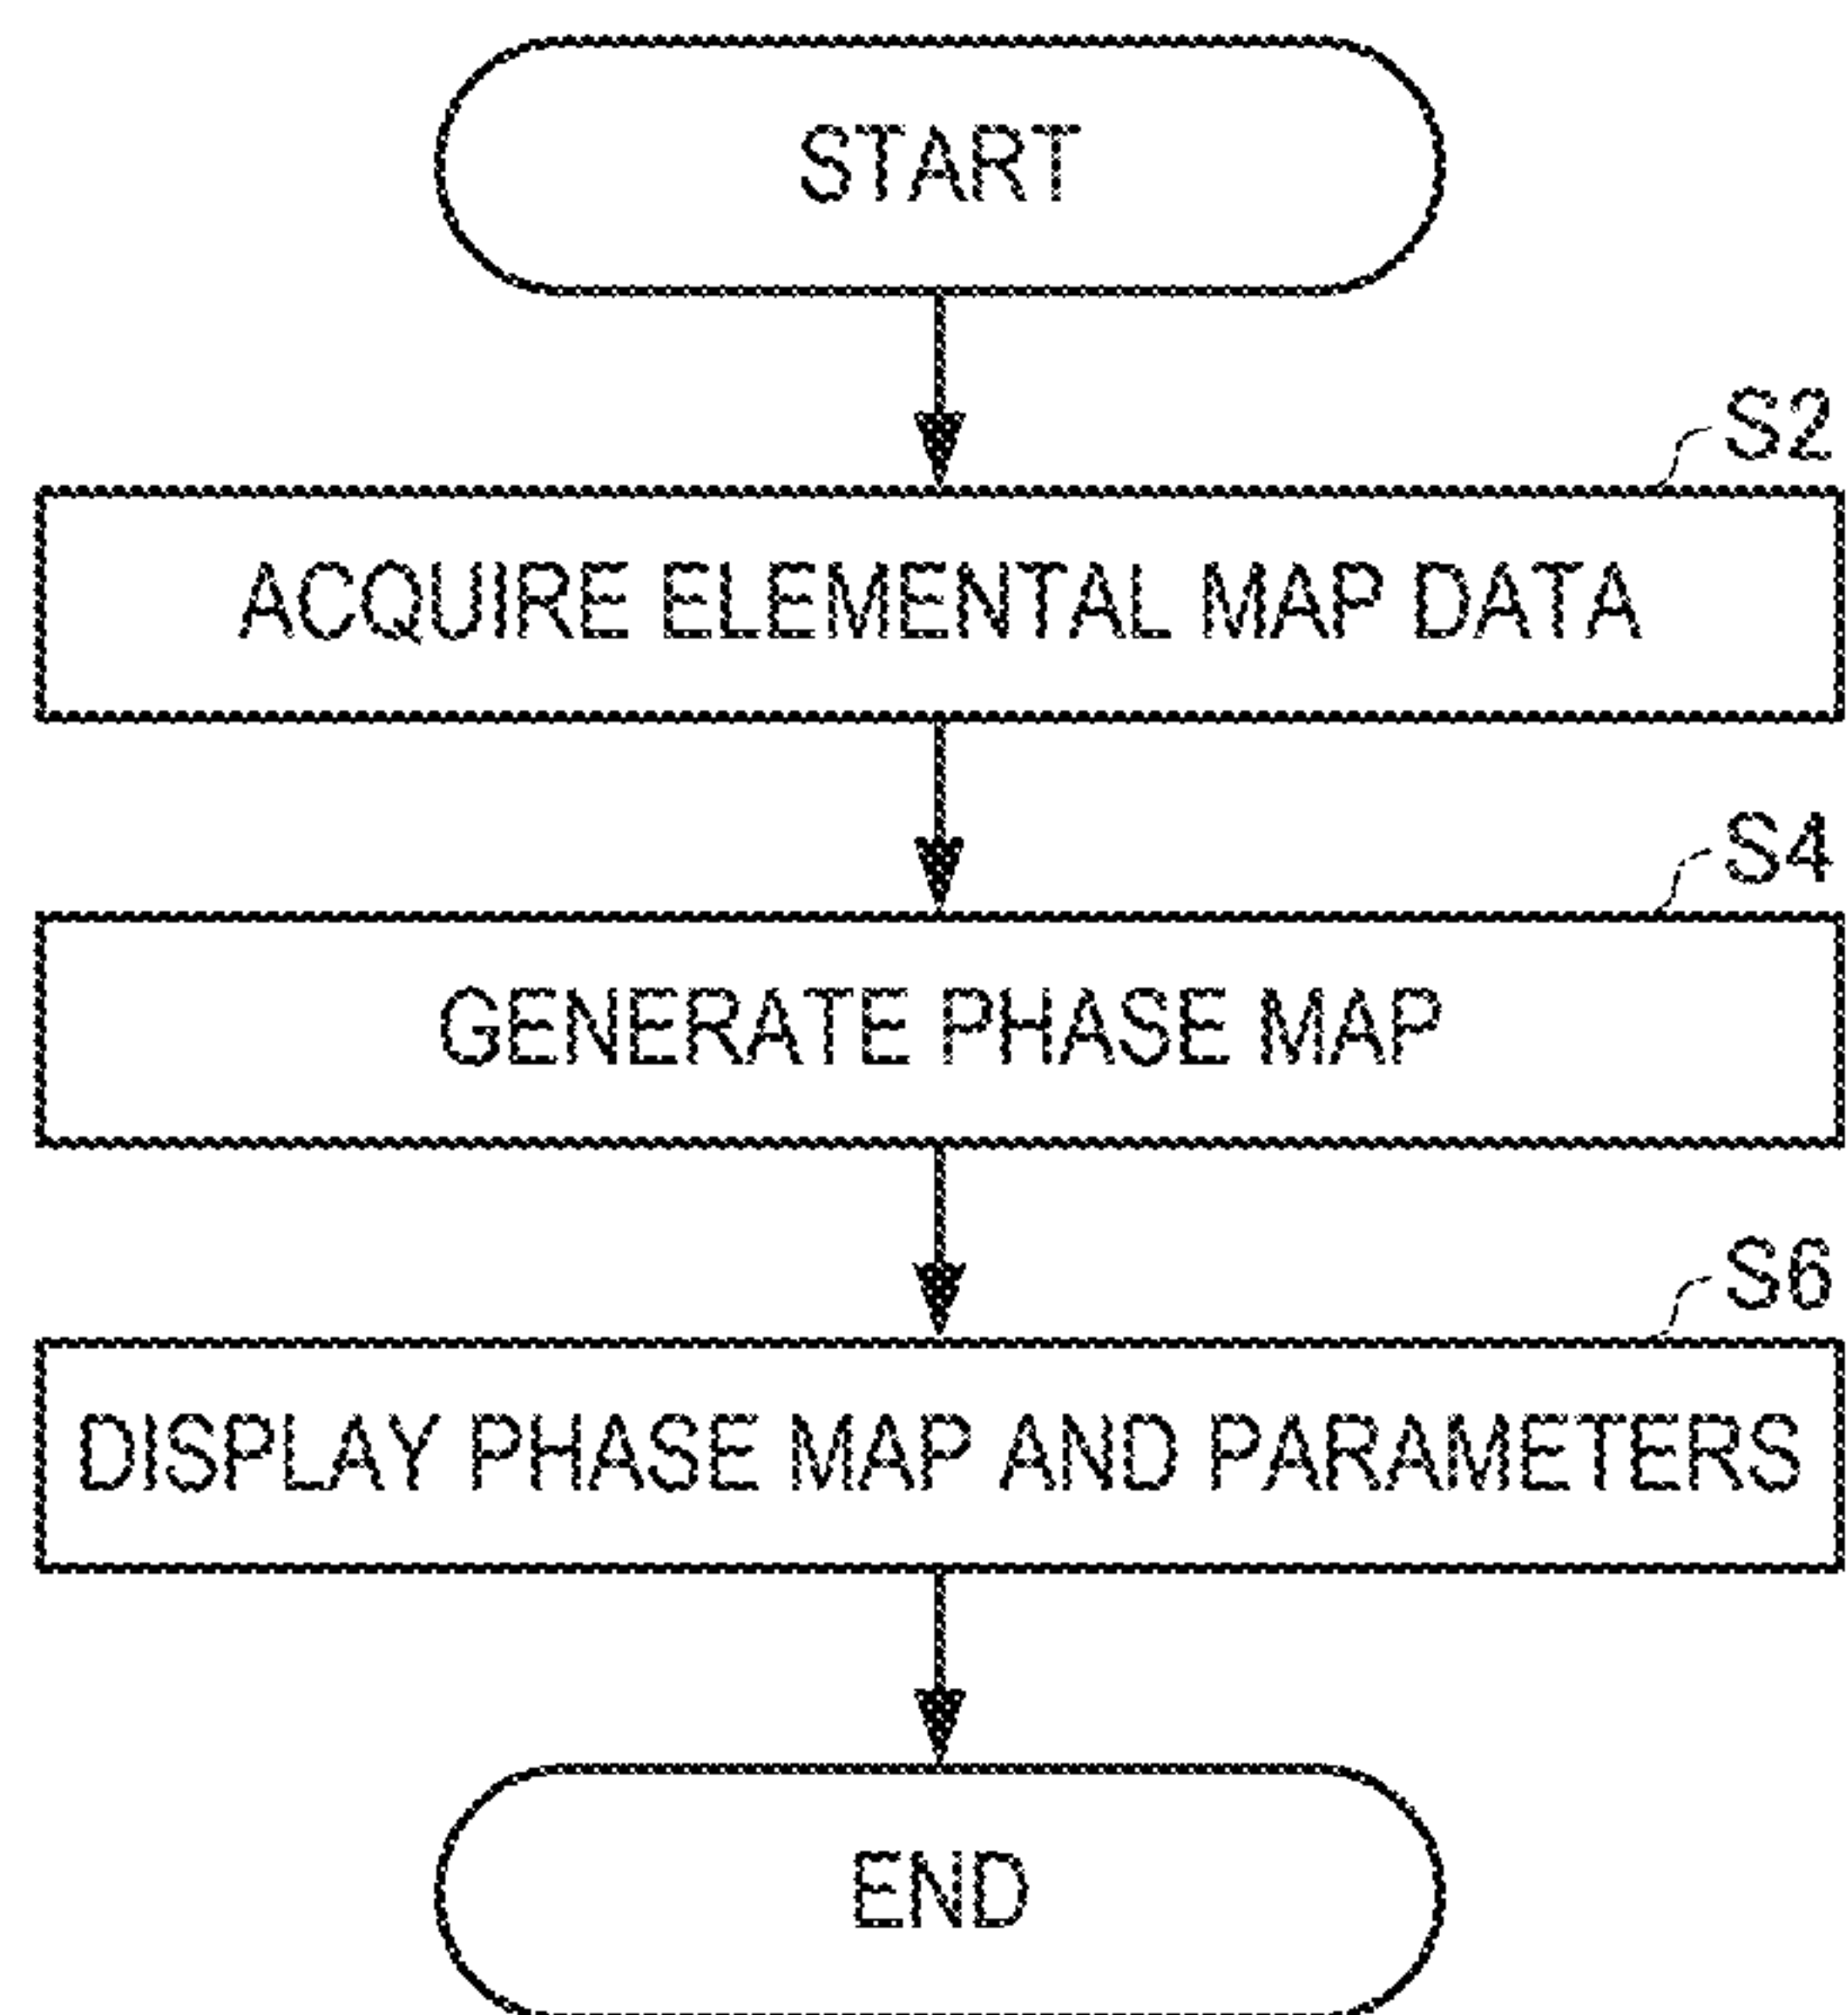 START
S2
ACQUIRE ELEMENTAL MAP DATA
S4
GENERATE PHASE MAP
S6
DISPLAY PHASE MAP AND PARAMETERS
END